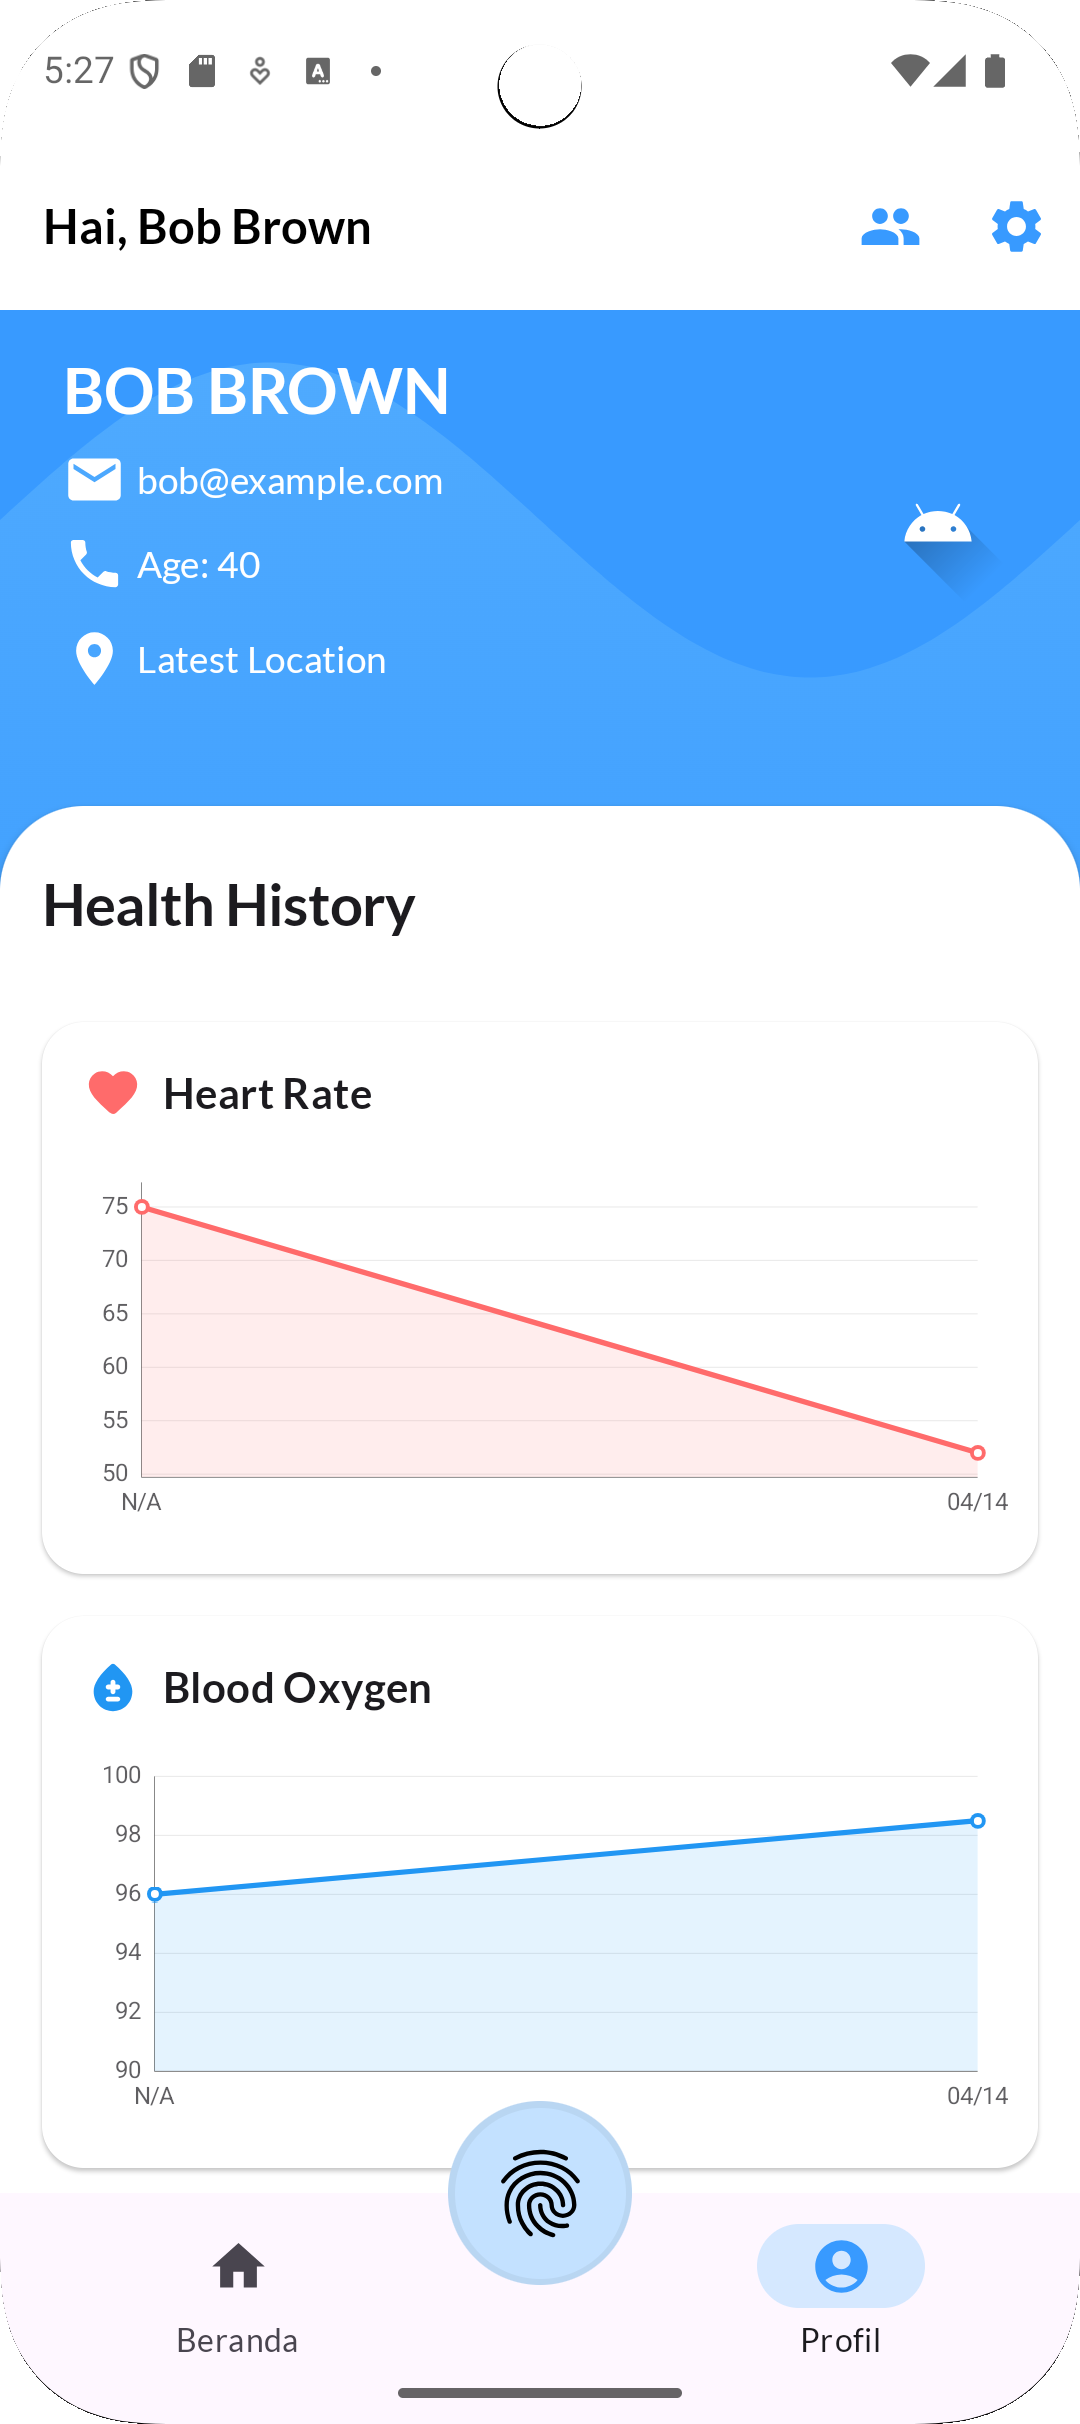 5:27
Hai, Bob Brown
BOB BROWN
bob@example.com
Age: 40
Latest Location
Health History
Heart Rate
75
70
65
60
55
50
N/A
04/14
Blood Oxygen
100
98
96
94
92
90
N/A
04/14
Beranda
Profil